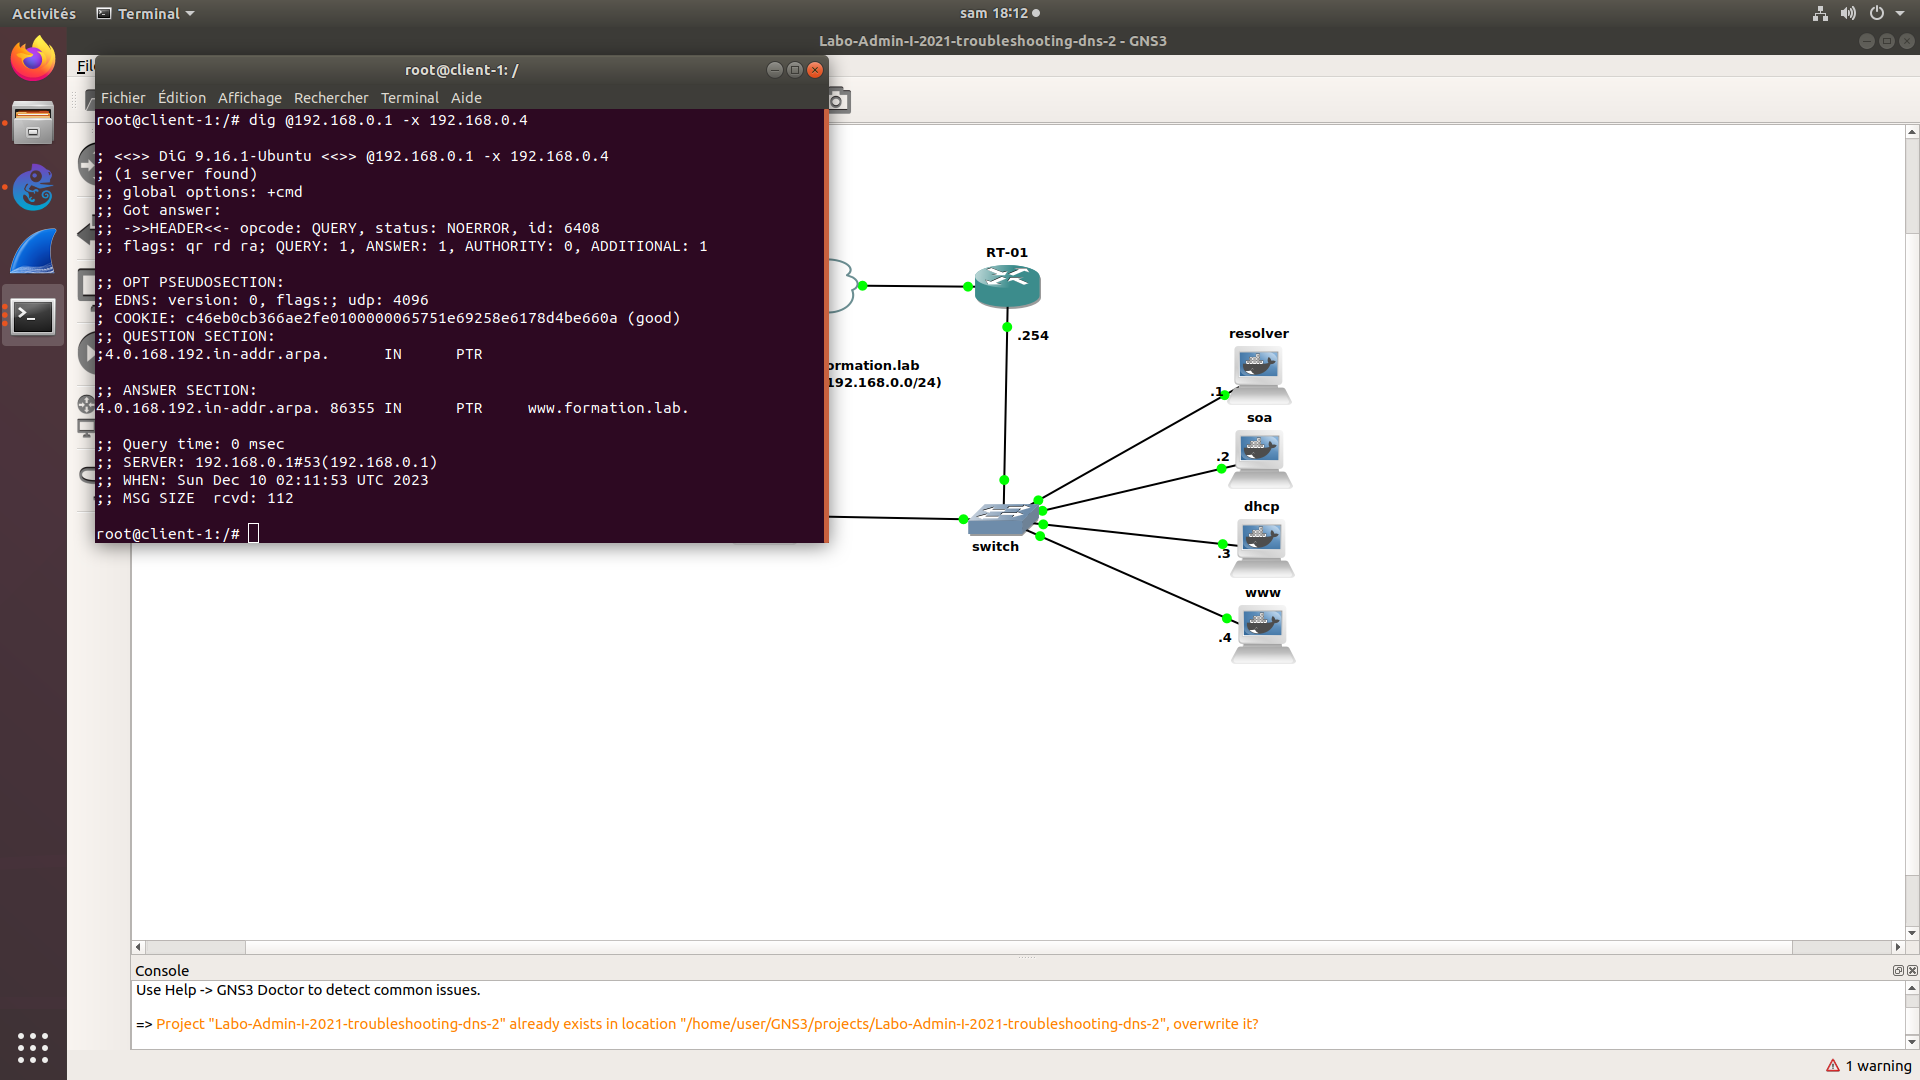 Activités
Terminal
sam 18:12
Labo-Admin-I-2021-troubleshooting-dns-2 - GNS3
File
root@client-1: /
Fichier Édition Affichage Rechercher Terminal Aide
root@client-1:/# dig @192.168.0.1 -x 192.168.0.4
; <<>> DiG 9.16.1-Ubuntu <<>> @192.168.0.1 -x 192.168.0.4
; (1 server found)
;; global options: +cmd
;; Got answer:
;; ->>HEADER<<- opcode: QUERY, status: NOERROR, id: 6408
;; flags: qr rd ra; QUERY: 1, ANSWER: 1, AUTHORITY: 0, ADDITIONAL: 1
;; OPT PSEUDOSECTION:
; EDNS: version: 0, flags:; udp: 4096
; COOKIE: c46eb0cb366ae2fe0100000065751e69258e6178d4be660a (good)
;; QUESTION SECTION:
;4.0.168.192.in-addr.arpa. IN PTR
;; ANSWER SECTION:
4.0.168.192.in-addr.arpa. 86355 IN PTR www.formation.lab.
;; Query time: 0 msec
;; SERVER: 192.168.0.1#53(192.168.0.1)
;; WHEN: Sun Dec 10 02:11:53 UTC 2023
;; MSG SIZE rcvd: 112
root@client-1:/#
RT-01
.254
ormation.lab
192.168.0.0/24)
resolver
.1
soa
.2
dhcp
.3
www
.4
switch
Console
Use Help -> GNS3 Doctor to detect common issues.
=> Project "Labo-Admin-I-2021-troubleshooting-dns-2" already exists in location "/home/user/GNS3/projects/Labo-Admin-I-2021-troubleshooting-dns-2", overwrite it?
1 warning